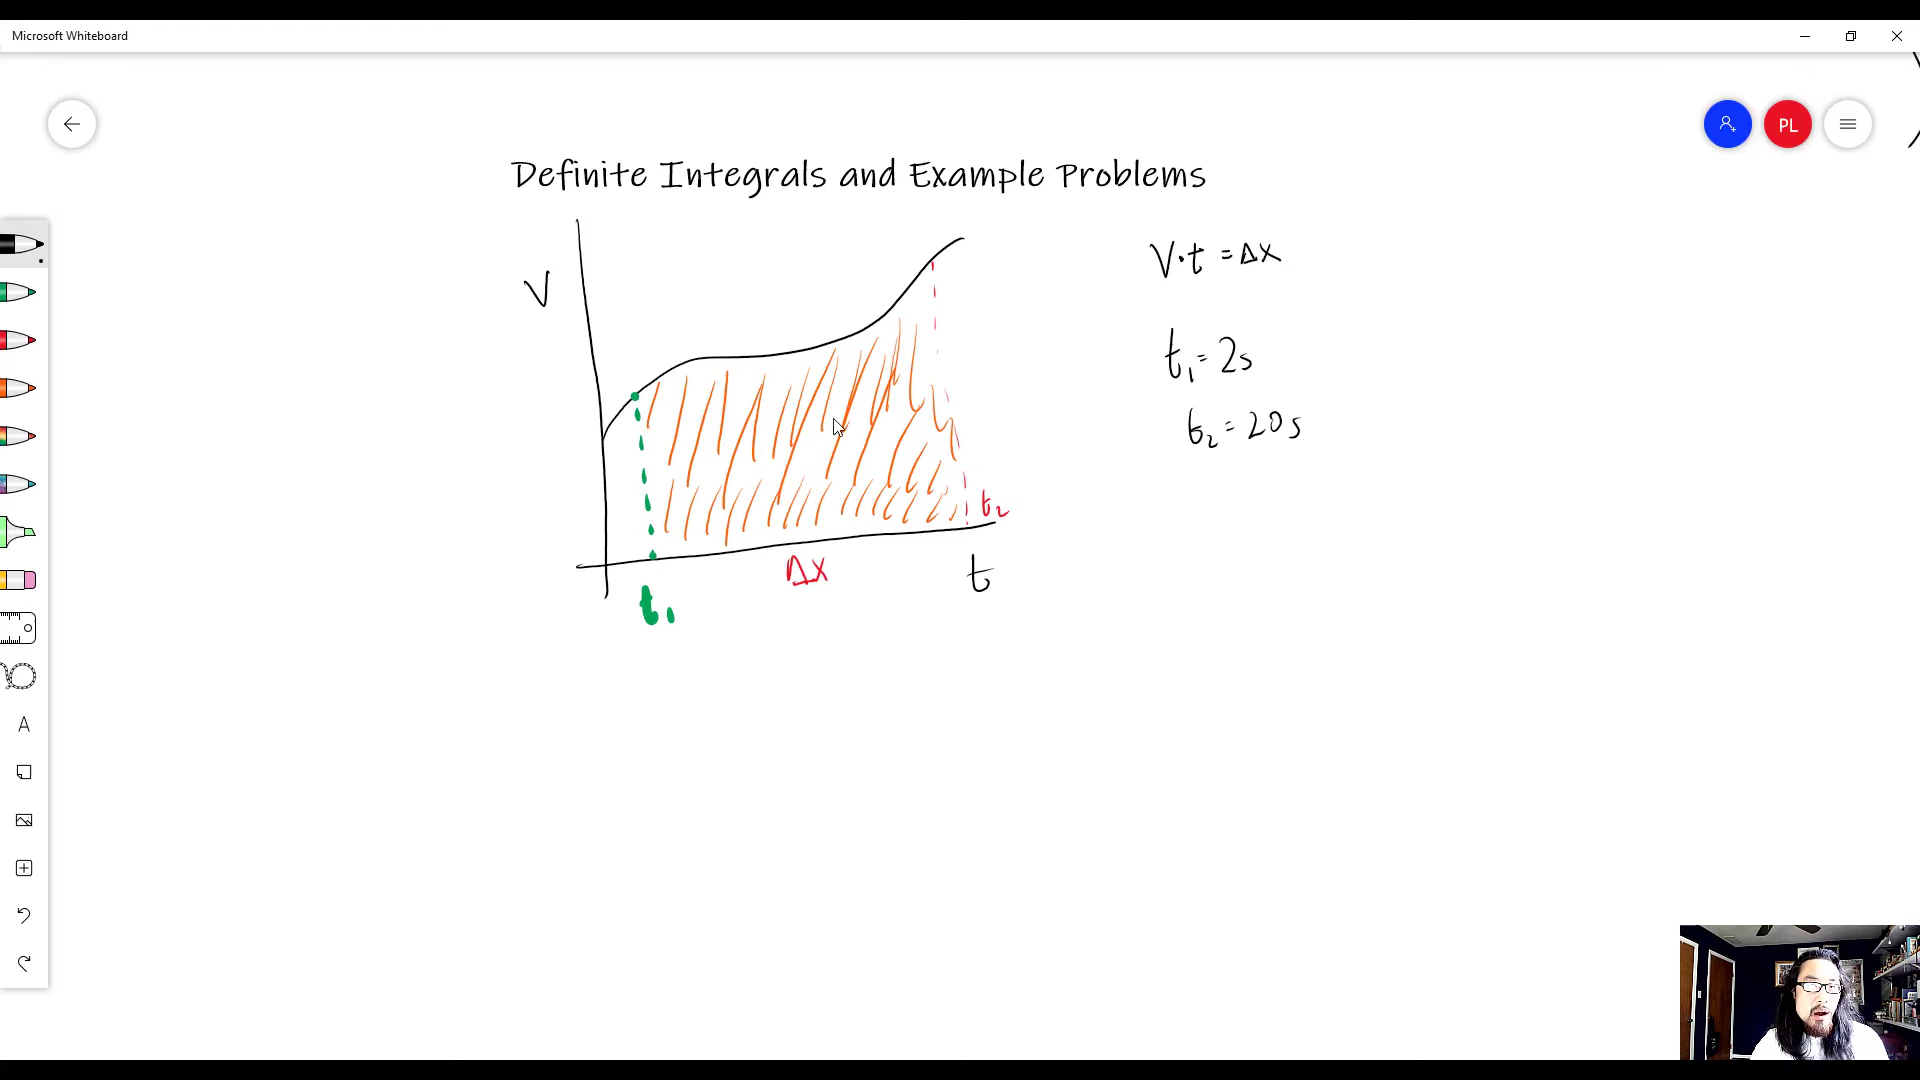 Microsoft Whiteboard
PL
Definite Integrals and Example Problems
V
V·t = Δx
t₁ = 2s
t₂ = 20s
t₂
Δx
t
t₁
A